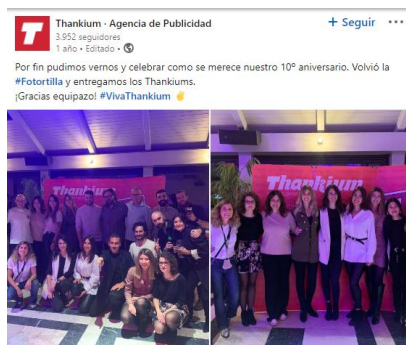 Thankium · Agencia de Publicidad
+ Seguir
3.952 seguidores
1 año • Editado •
Por fin pudimos vernos y celebrar como se merece nuestro 10º aniversario. Volvió la
#Fotortilla y entregamos los Thankiums.
¡Gracias equipazo! #VivaThankium
Thankium
Thankium